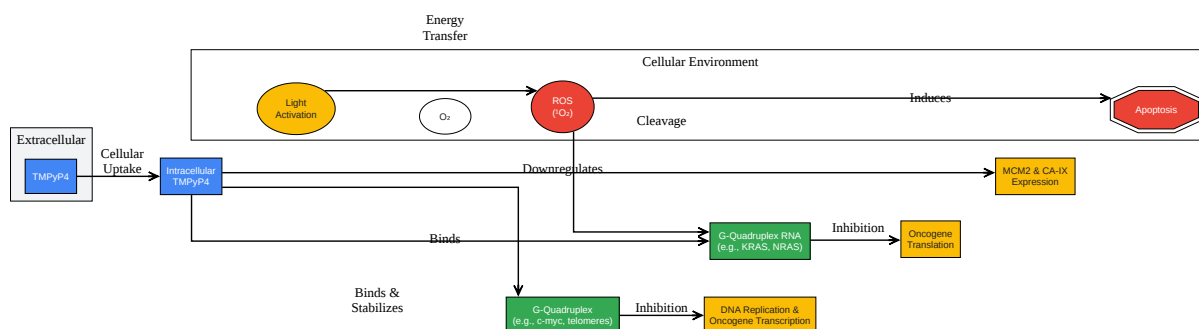 Energy
Transfer
Cellular Environment
Light
Activation
O₂
ROS
(¹O₂)
Induces
Cleavage
Apoptosis
Extracellular
TMPyP4
Cellular
Uptake
Intracellular
TMPyP4
Downregulates
MCM2 & CA-IX
Expression
Binds
G-Quadruplex RNA
(e.g., KRAS, NRAS)
Inhibition
Oncogene
Translation
Binds &
Stabilizes
G-Quadruplex
(e.g., c-myc, telomeres)
Inhibition
DNA Replication &
Oncogene Transcription